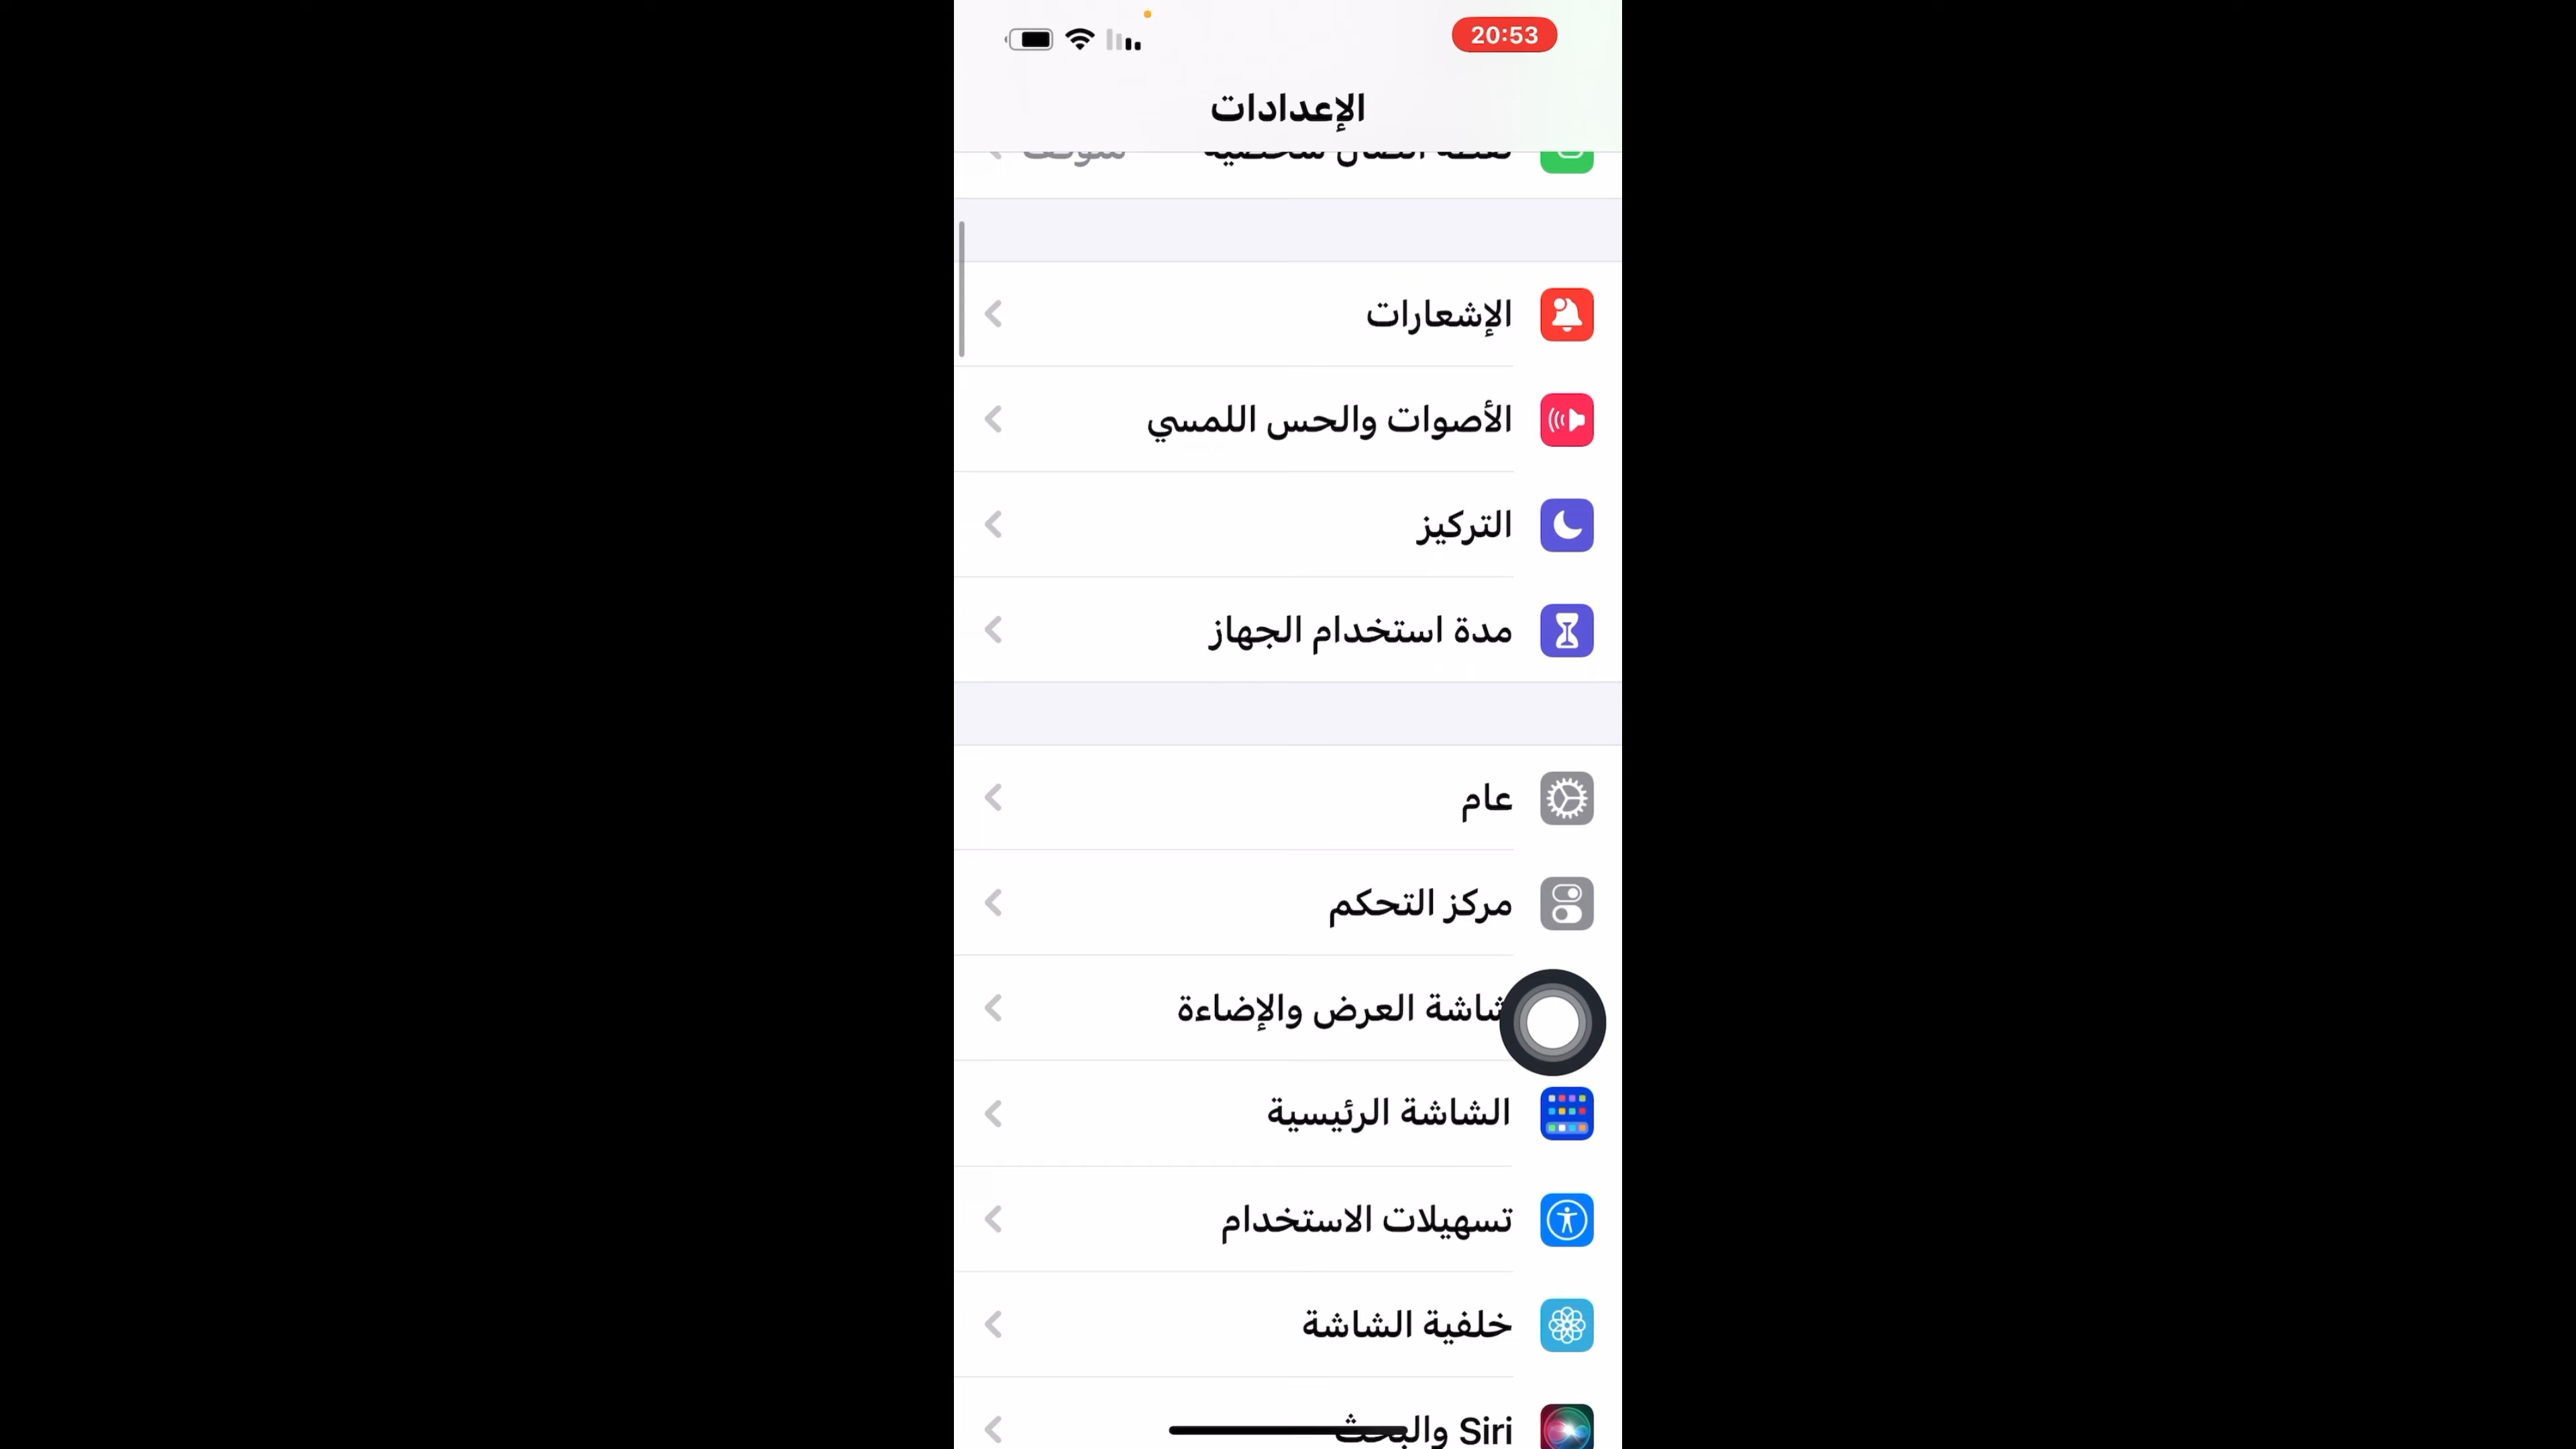 20:53
الإعدادات
الإشعارات
الأصوات والحس اللمسي
التركيز
مدة استخدام الجهاز
عام
مركز التحكم
شاشة العرض والإضاءة
الشاشة الرئيسية
تسهيلات الاستخدام
خلفية الشاشة
Siri والبحث